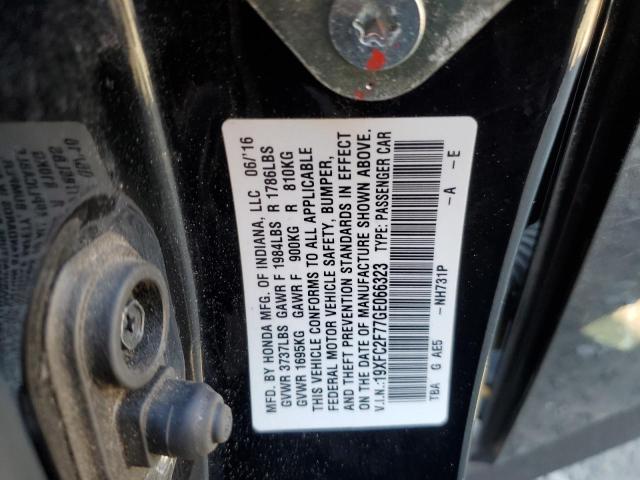 MFD. BY HONDA MFG. OF INDIANA, LLC 06/'16
GVWR 3737LBS GAWR F 1984LBS R 1786LBS
GVWR 1695KG GAWR F 900KG R 810KG
THIS VEHICLE CONFORMS TO ALL APPLICABLE
FEDERAL MOTOR VEHICLE SAFETY, BUMPER,
AND THEFT PREVENTION STANDARDS IN EFFECT
ON THE DATE OF MANUFACTURE SHOWN ABOVE.
V.I.N.:19XFC2F77GE066323 TYPE: PASSENGER CAR
-NH731P -A -E
TBA G AE5